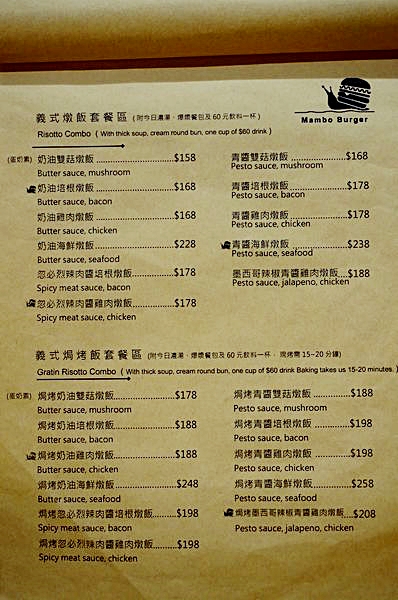 Mambo Burger
義式燉飯套餐區 (附今日濃湯，爆漿餐包及60元飲料一杯)
Risotto Combo ( With thick soup, cream round bun, one cup of $60 drink )
(蛋奶素) 奶油雙菇燉飯.....................$158
Butter sauce, mushroom
奶油培根燉飯.....................$168
Butter sauce, bacon
奶油雞肉燉飯.....................$168
Butter sauce, chicken
奶油海鮮燉飯.....................$228
Butter sauce, seafood
忽必烈辣肉醬培根燉飯..........$178
Spicy meat sauce, bacon
忽必烈辣肉醬雞肉燉飯..........$178
Spicy meat sauce, chicken
青醬雙菇燉飯...............$168
Pesto sauce, mushroom
青醬培根燉飯...............$178
Pesto sauce, bacon
青醬雞肉燉飯...............$178
Pesto sauce, chicken
青醬海鮮燉飯...............$238
Pesto sauce, seafood
墨西哥辣椒青醬雞肉燉飯...$188
Pesto sauce, jalapeno, chicken
義式焗烤飯套餐區 (附今日濃湯，爆漿餐包及60元飲料一杯， 焗烤需 15~20 分鐘)
Gratin Risotto Combo ( With thick soup, cream round bun, one cup of $60 drink Baking takes us 15-20 minutes. )
(蛋奶素) 焗烤奶油雙菇燉飯...............$178
Butter sauce, mushroom
焗烤奶油培根燉飯...............$188
Butter sauce, bacon
焗烤奶油雞肉燉飯...............$188
Butter sauce, chicken
焗烤奶油海鮮燉飯...............$248
Butter sauce, seafood
焗烤忽必烈辣肉醬培根燉飯.....$198
Spicy meat sauce, bacon
焗烤忽必烈辣肉醬雞肉燉飯.....$198
Spicy meat sauce, chicken
焗烤青醬雙菇燉飯...............$188
Pesto sauce, mushroom
焗烤青醬培根燉飯...............$198
Pesto sauce, bacon
焗烤青醬雞肉燉飯...............$198
Pesto sauce, chicken
焗烤青醬海鮮燉飯...............$258
Pesto sauce, seafood
焗烤墨西哥辣椒青醬雞肉燉飯...$208
Pesto sauce, jalapeno, chicken